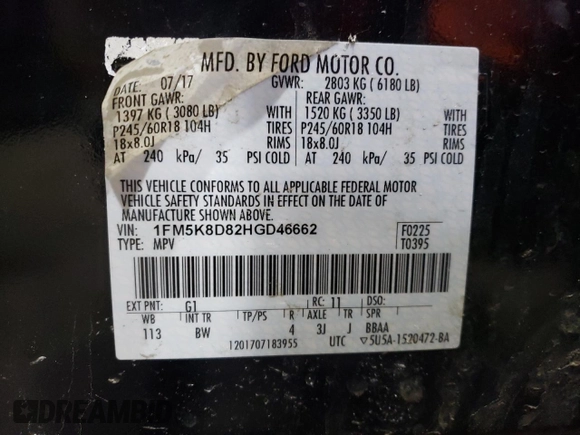 MFD. BY FORD MOTOR CO.
DATE: 07/17 GVWR: 2803 KG ( 6180 LB)
FRONT GAWR: REAR GAWR:
1397 KG ( 3080 LB) WITH 1520 KG ( 3350 LB) WITH
P245/60R18 104H TIRES P245/60R18 104H TIRES
18x8.0J RIMS 18x8.0J RIMS
AT 240 kPa/ 35 PSI COLD AT 240 kPa/ 35 PSI COLD
THIS VEHICLE CONFORMS TO ALL APPLICABLE FEDERAL MOTOR
VEHICLE SAFETY STANDARDS IN EFFECT ON THE DATE OF
MANUFACTURE SHOWN ABOVE.
VIN: 1FM5K8D82HGD46662 F0225
TYPE: MPV T0395
EXT PNT: G1 RC: 11 DSO:
WB INT TR TP/PS R AXLE TR SPR
113 BW 4 3J J BBAA
1201707183955 UTC ▽5U5A-1520472-BA
DREAMBID